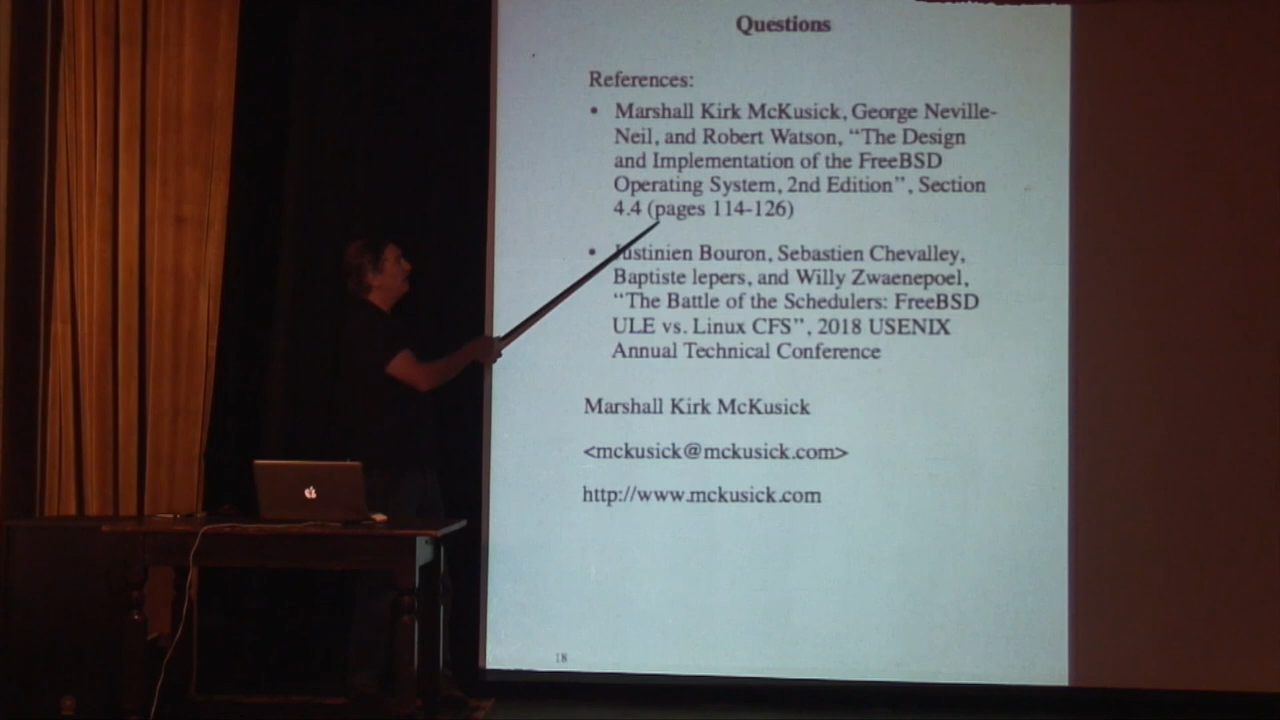 Questions
References:
• Marshall Kirk McKusick, George Neville-
Neil, and Robert Watson, “The Design
and Implementation of the FreeBSD
Operating System, 2nd Edition”, Section
4.4 (pages 114-126)
• Justinien Bouron, Sebastien Chevalley,
Baptiste lepers, and Willy Zwaenepoel,
“The Battle of the Schedulers: FreeBSD
ULE vs. Linux CFS”, 2018 USENIX
Annual Technical Conference
Marshall Kirk McKusick
<mckusick@mckusick.com>
http://www.mckusick.com
18